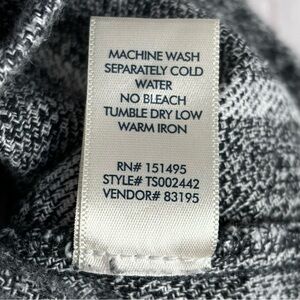 MACHINE WASH
SEPARATELY COLD
WATER
NO BLEACH
TUMBLE DRY LOW
WARM IRON
RN# 151495
STYLE# TS002442
VENDOR# 83195